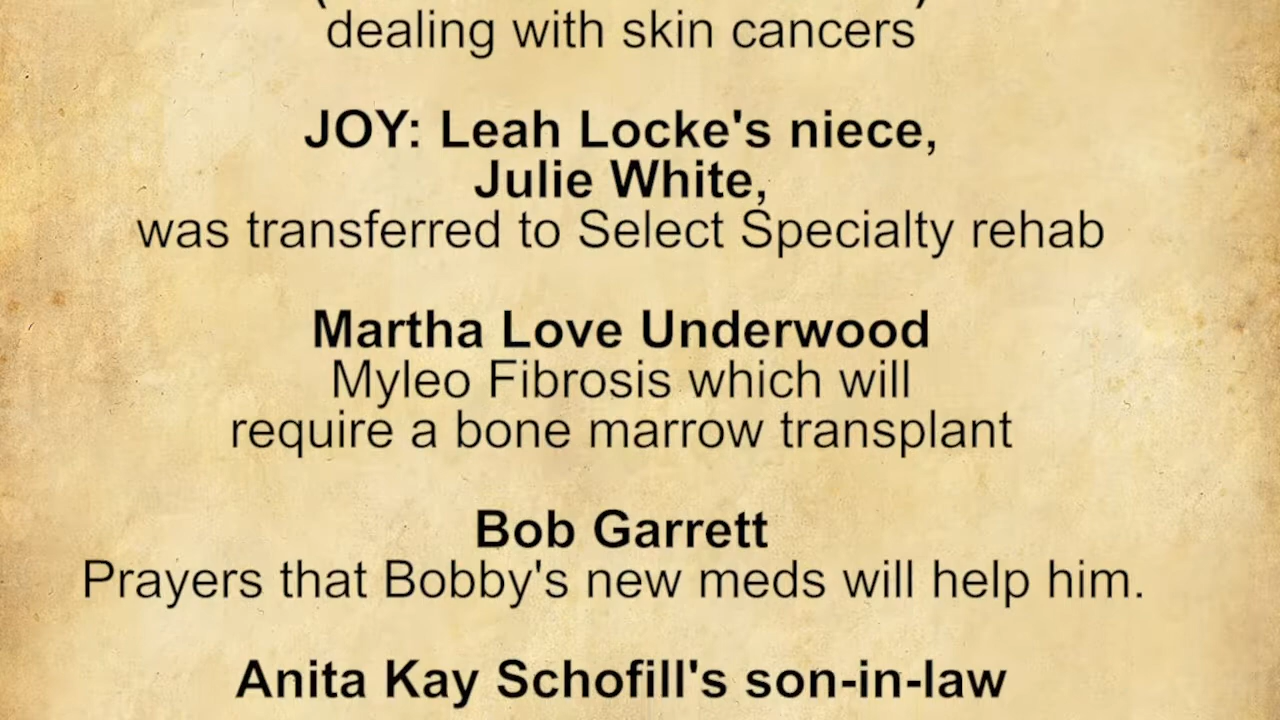 dealing with skin cancers
JOY: Leah Locke's niece,
Julie White,
was transferred to Select Specialty rehab
Martha Love Underwood
Myleo Fibrosis which will
require a bone marrow transplant
Bob Garrett
Prayers that Bobby's new meds will help him.
Anita Kay Schofill's son-in-law